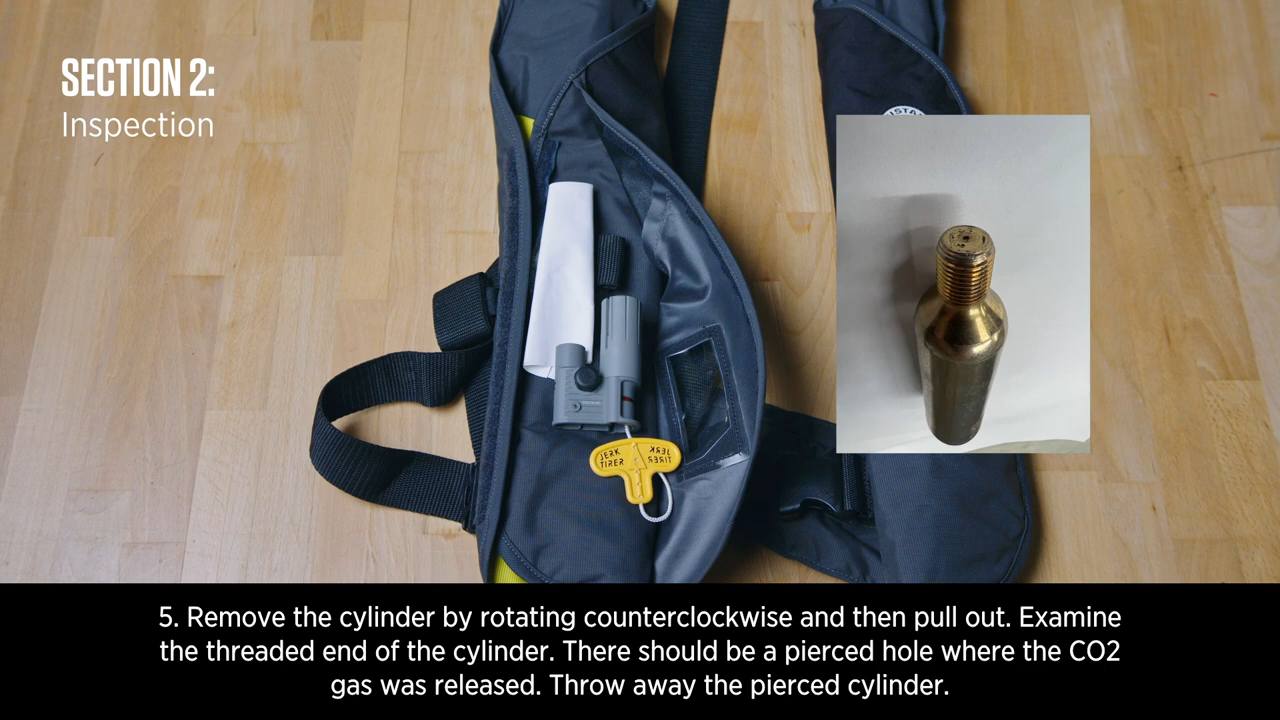 SECTION 2:
Inspection
JERK
TIRER
JERK
TIRER
5. Remove the cylinder by rotating counterclockwise and then pull out. Examine
the threaded end of the cylinder. There should be a pierced hole where the CO2
gas was released. Throw away the pierced cylinder.